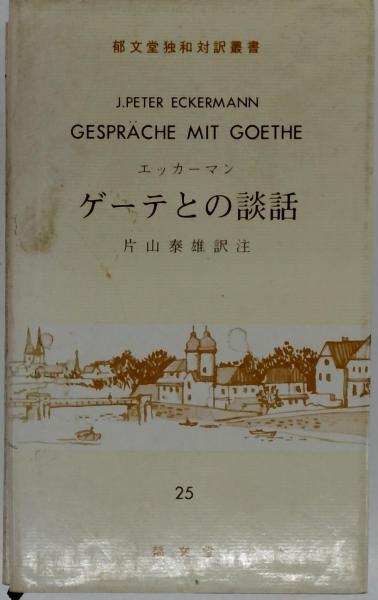 郁文堂独和対訳叢書
J.PETER ECKERMANN
GESPRÄCHE MIT GOETHE
エッカーマン
ゲーテとの談話
片山泰雄訳注
25
郁文堂